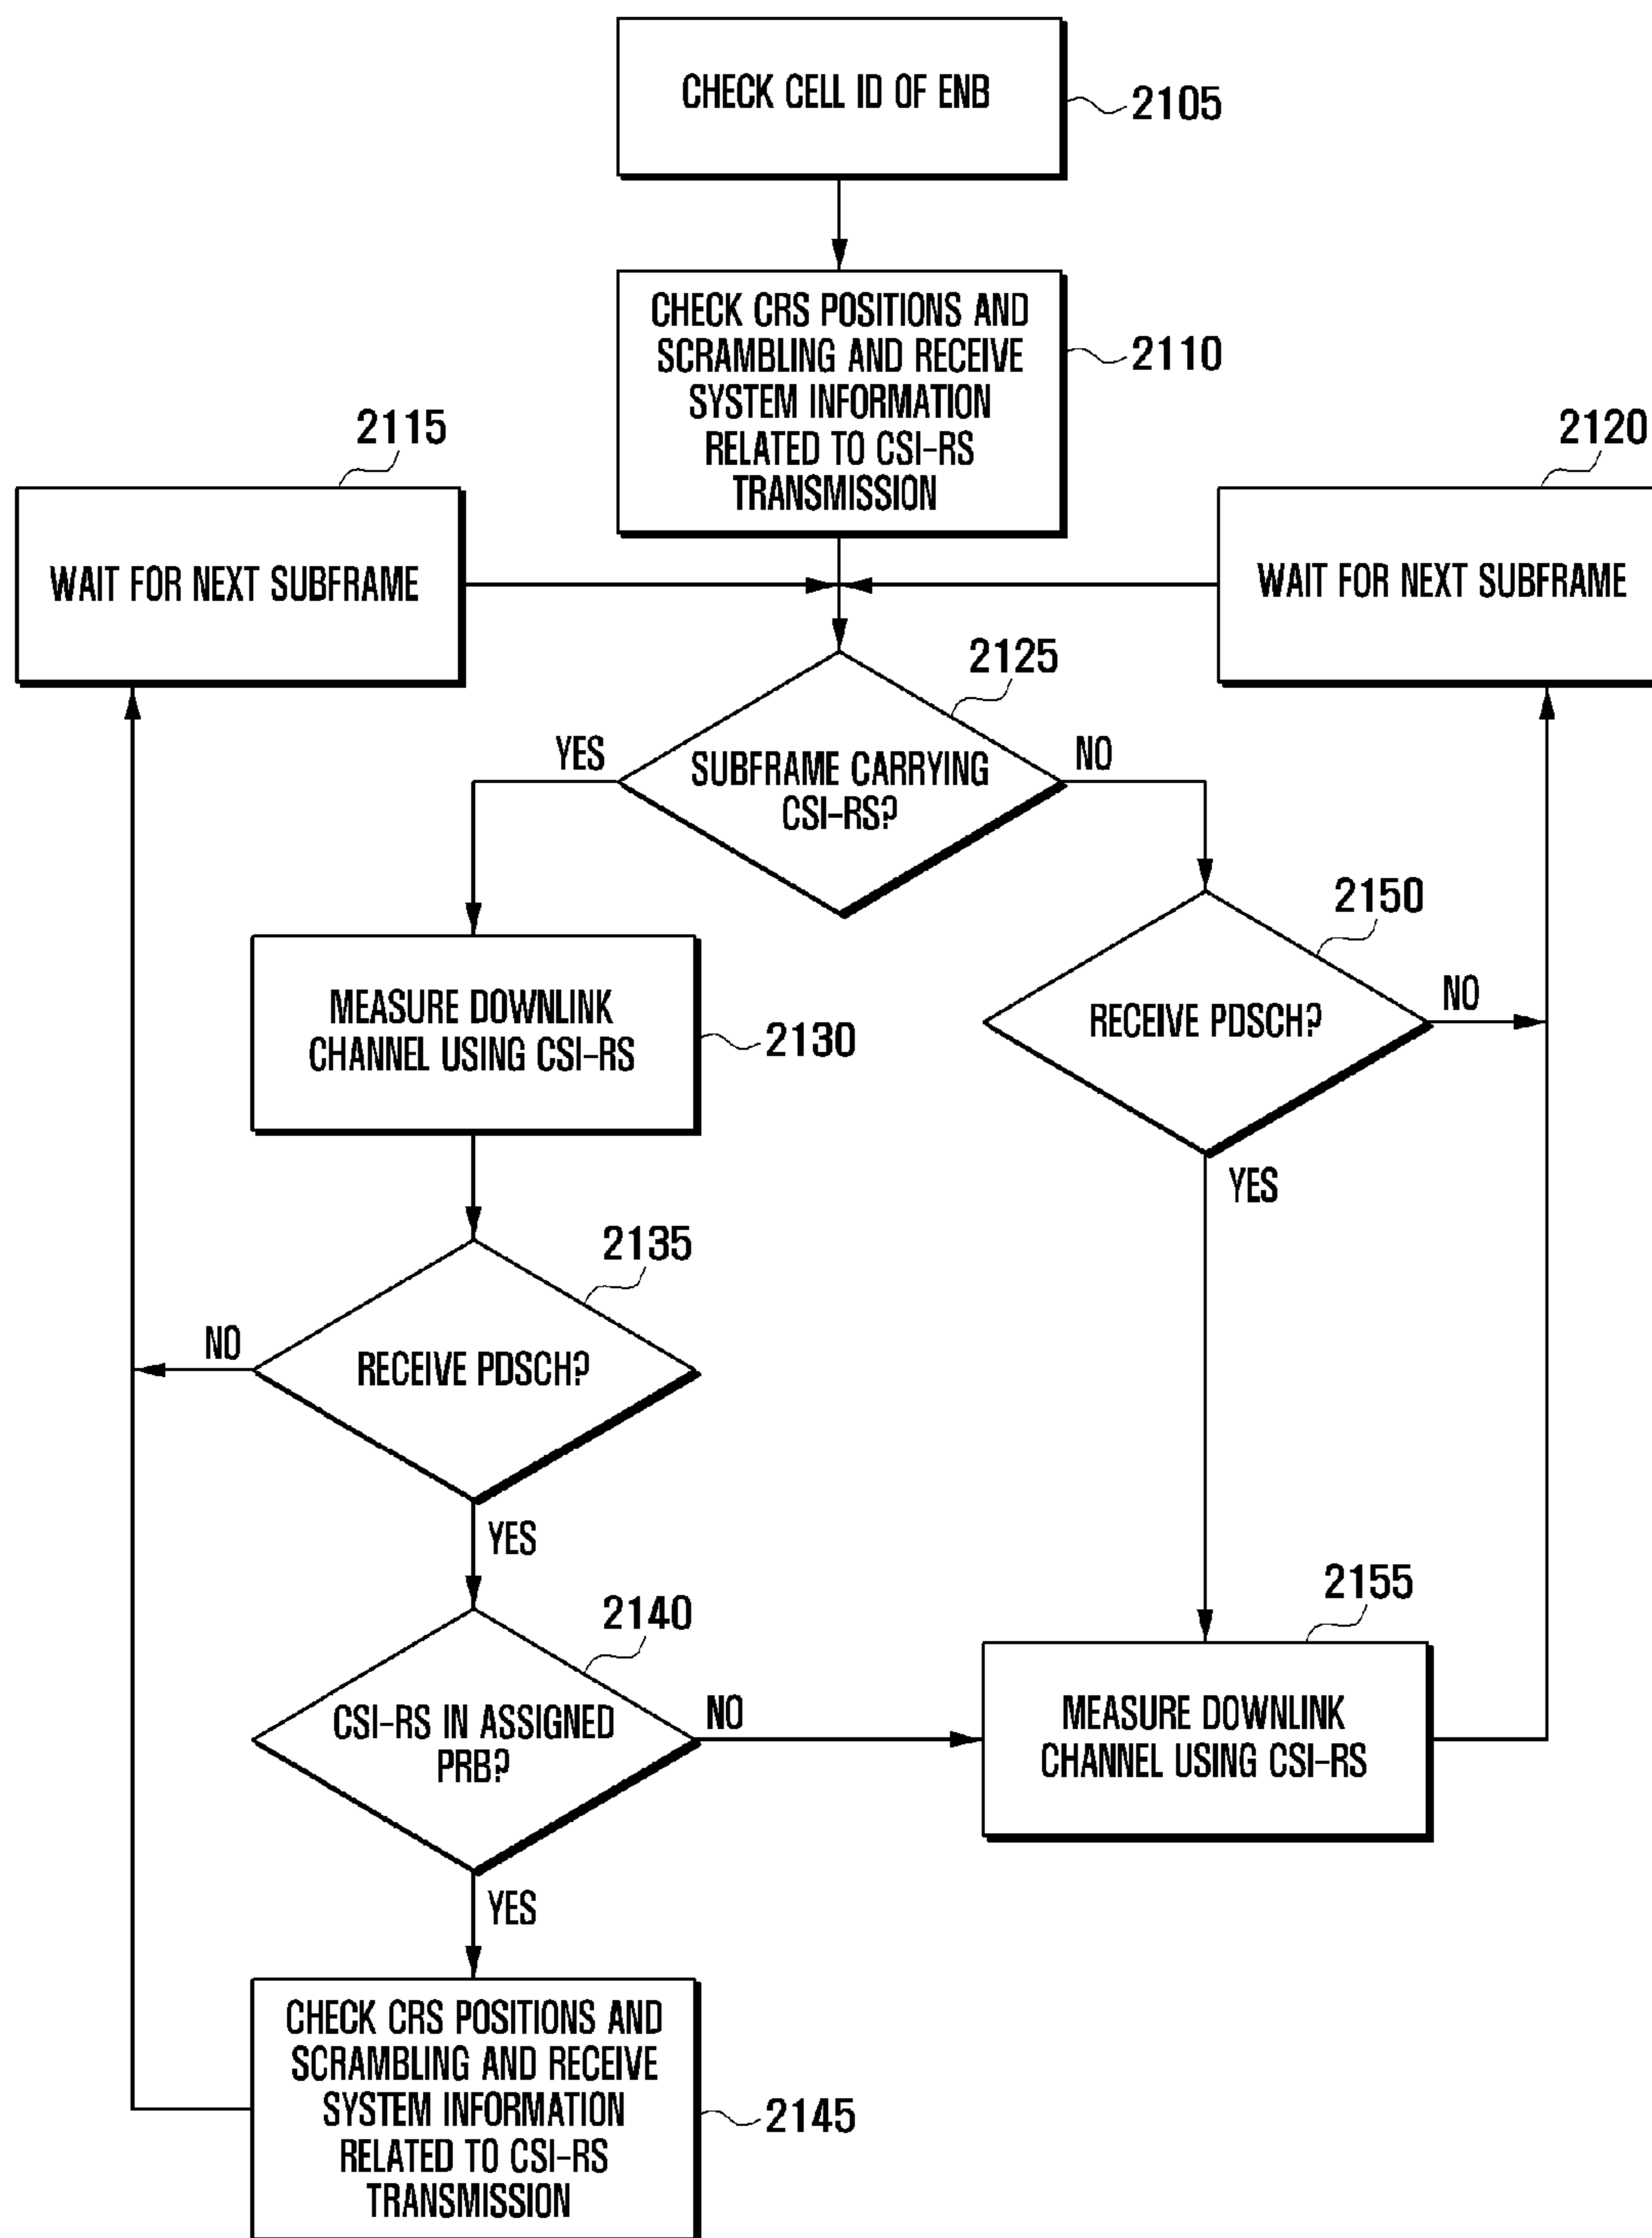 CHECK CELL ID OF ENB
2105
CHECK CRS POSITIONS AND
SCRAMBLING AND RECEIVE
SYSTEM INFORMATION
RELATED TO CSI-RS
TRANSMISSION
2110
2115
WAIT FOR NEXT SUBFRAME
2120
WAIT FOR NEXT SUBFRAME
2125
YES
SUBFRAME CARRYING
CSI-RS?
NO
2150
RECEIVE PDSCH?
NO
YES
MEASURE DOWNLINK
CHANNEL USING CSI-RS
2130
2135
NO
RECEIVE PDSCH?
YES
2140
CSI-RS IN ASSIGNED
PRB?
NO
YES
2155
MEASURE DOWNLINK
CHANNEL USING CSI-RS
CHECK CRS POSITIONS AND
SCRAMBLING AND RECEIVE
SYSTEM INFORMATION
RELATED TO CSI-RS
TRANSMISSION
2145